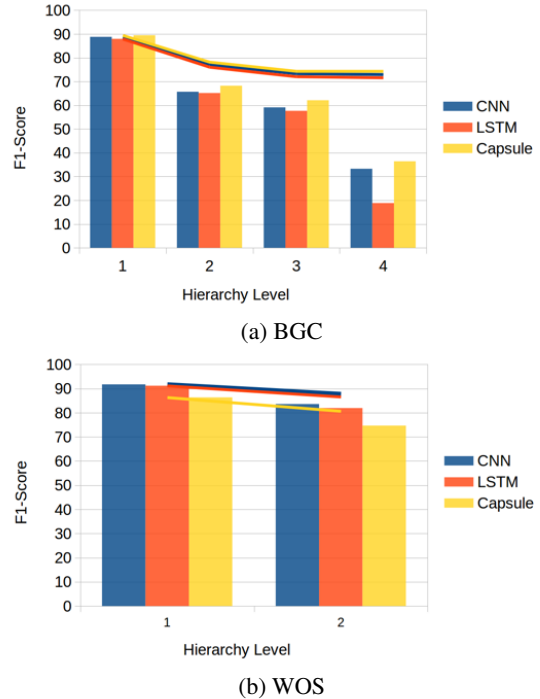 100
90
80
70
60
50
40
30
20
10
0
F1-Score
1 2 3 4
Hierarchy Level
CNN
LSTM
Capsule
(a) BGC
100
90
80
70
60
50
40
30
20
10
0
F1-Score
1 2
Hierarchy Level
CNN
LSTM
Capsule
(b) WOS